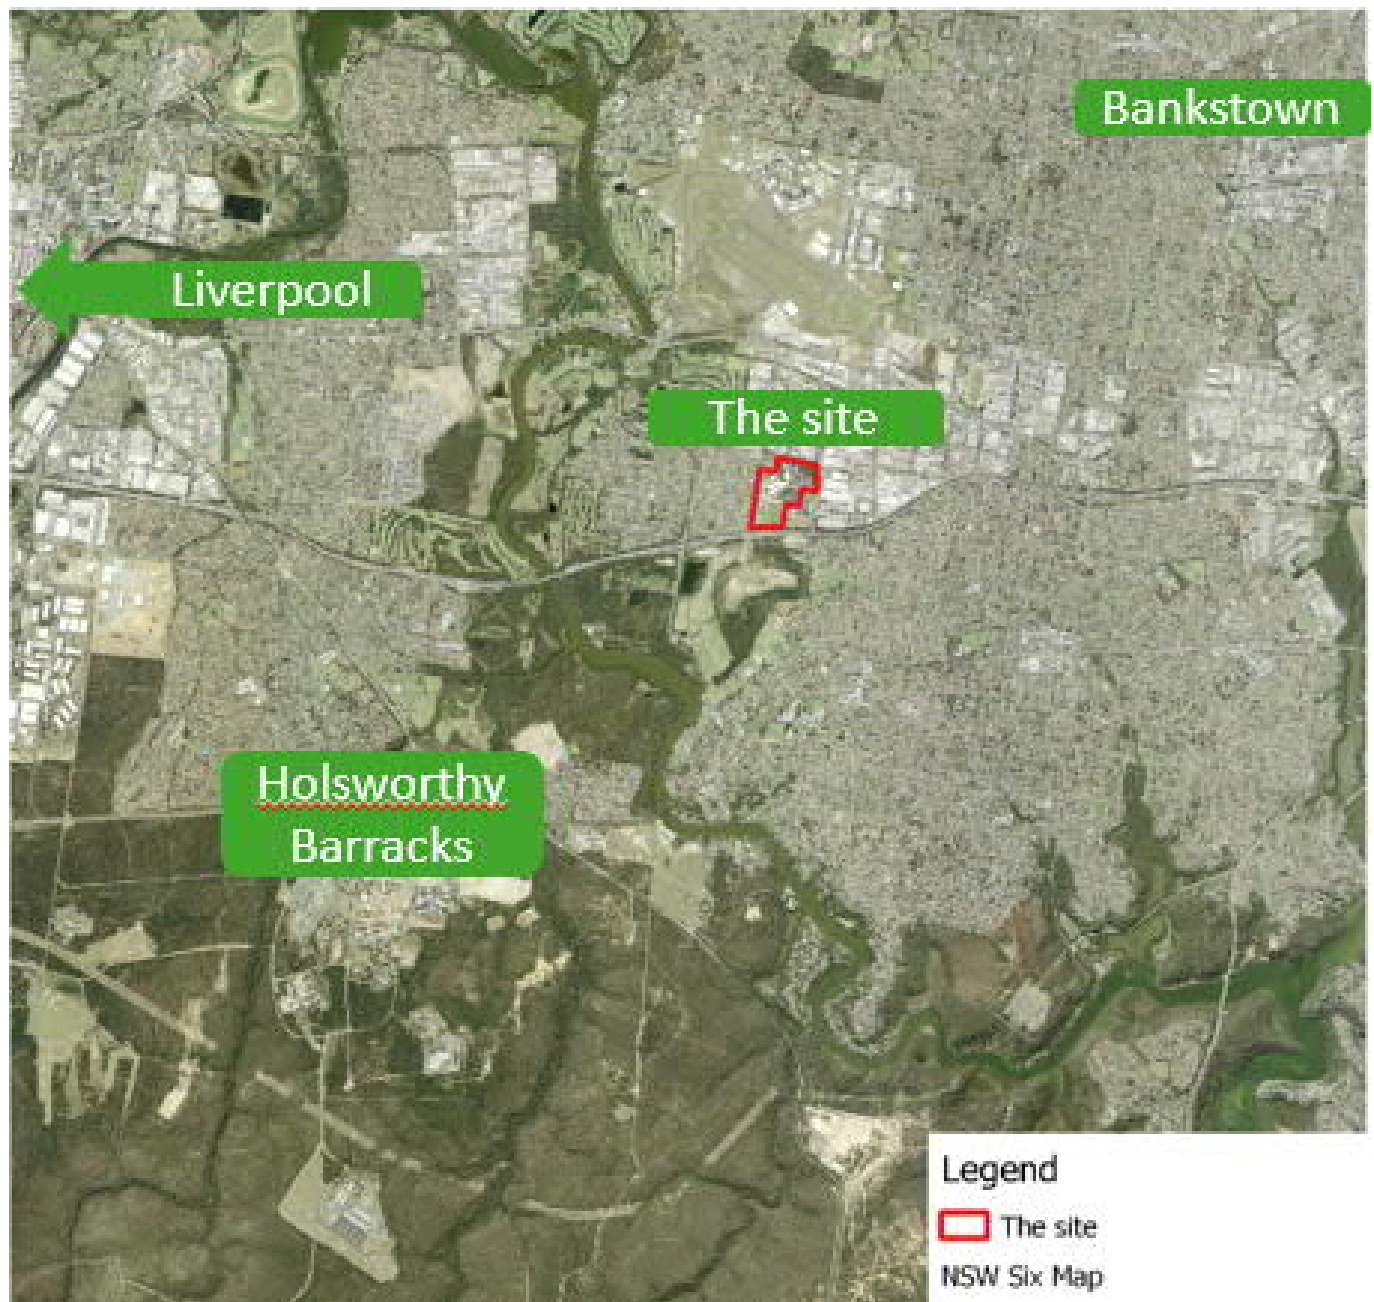 Bankstown
Liverpool
The site
Holsworthy
Barracks
Legend
The site
NSW Six Map